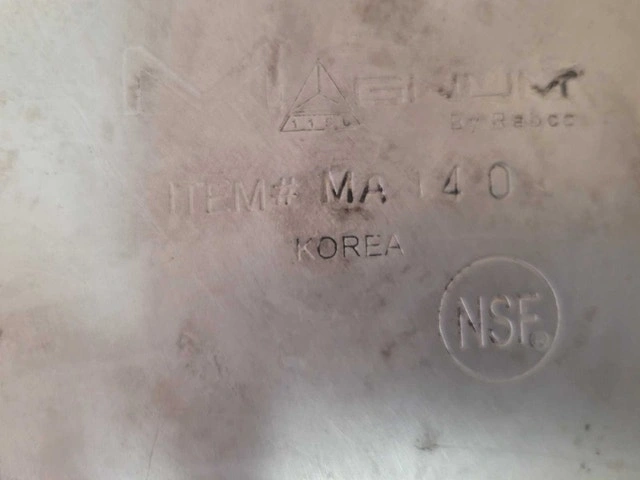 MAGNUM
By Rabco
ITEM# MA 140
KOREA
NSF